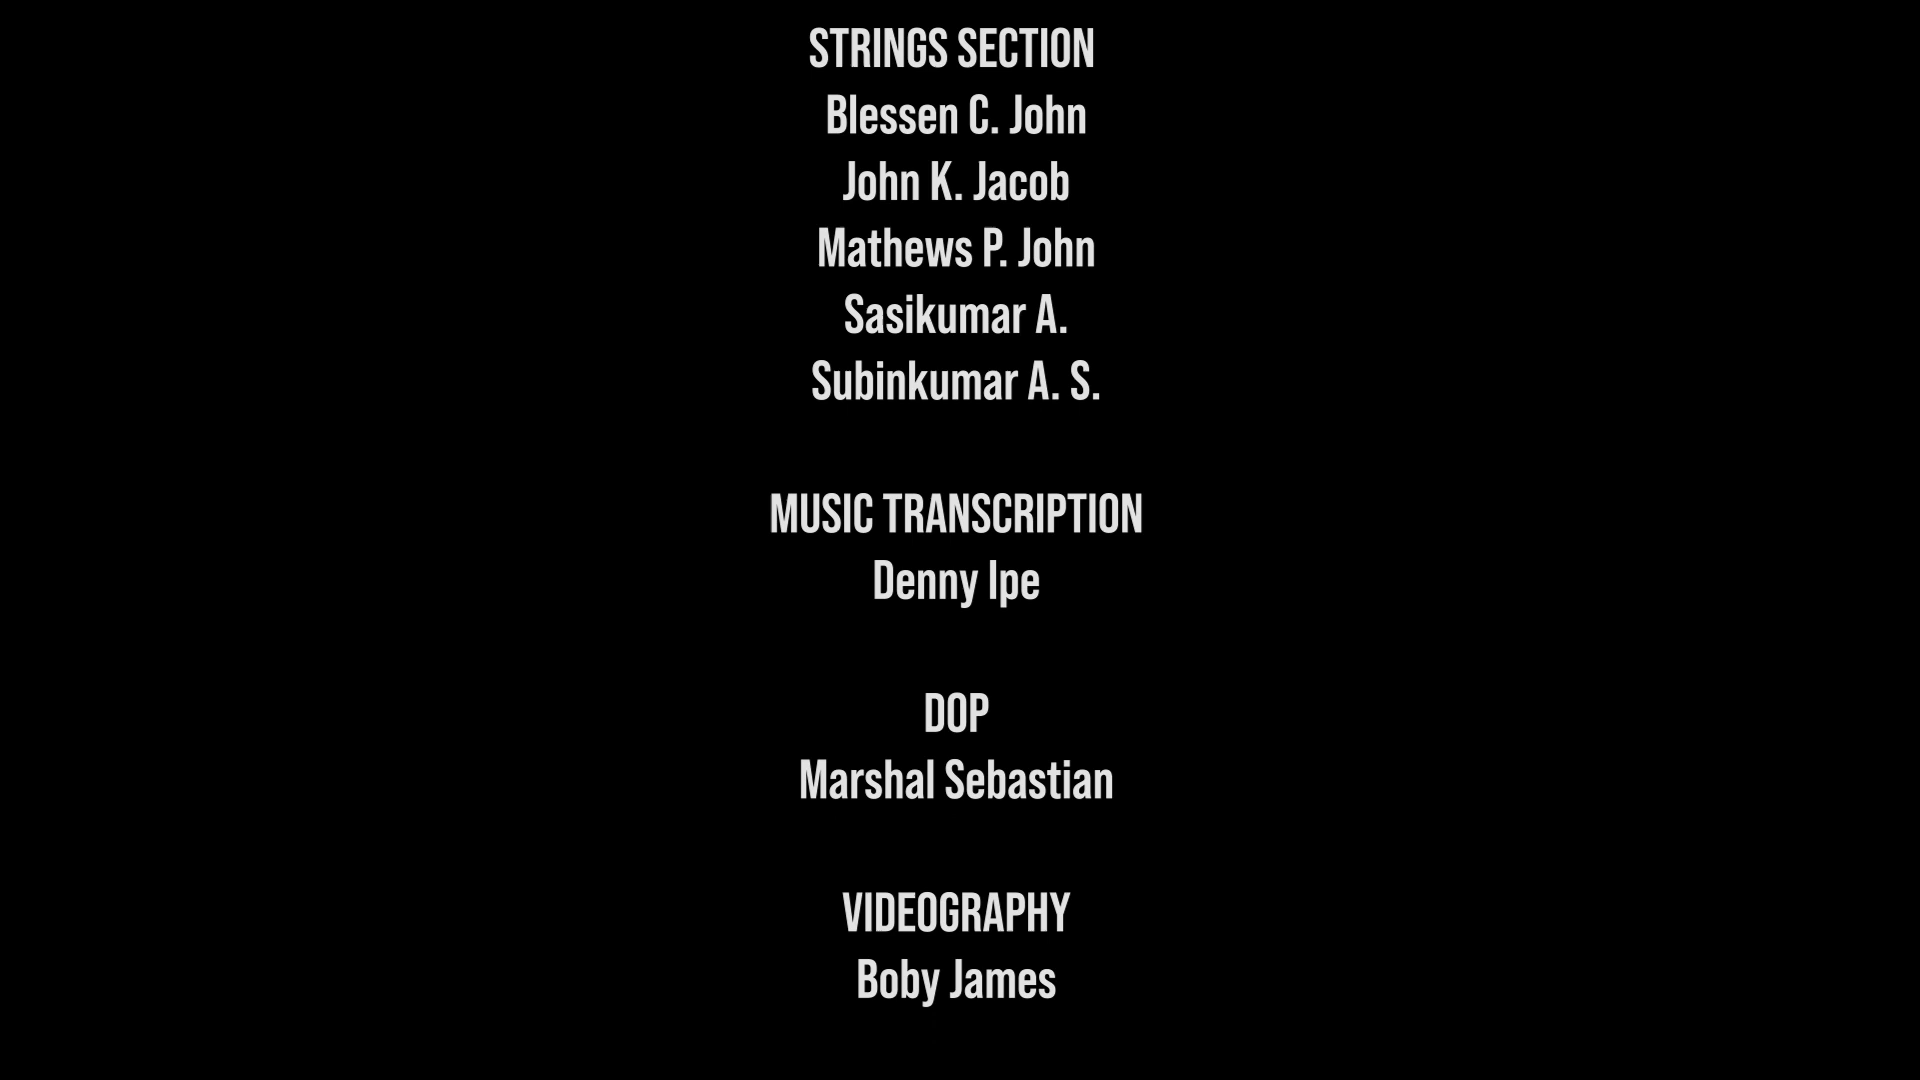 STRINGS SECTION
Blessen C. John
John K. Jacob
Mathews P. John
Sasikumar A.
Subinkumar A. S.
MUSIC TRANSCRIPTION
Denny Ipe
DOP
Marshal Sebastian
VIDEOGRAPHY
Boby James